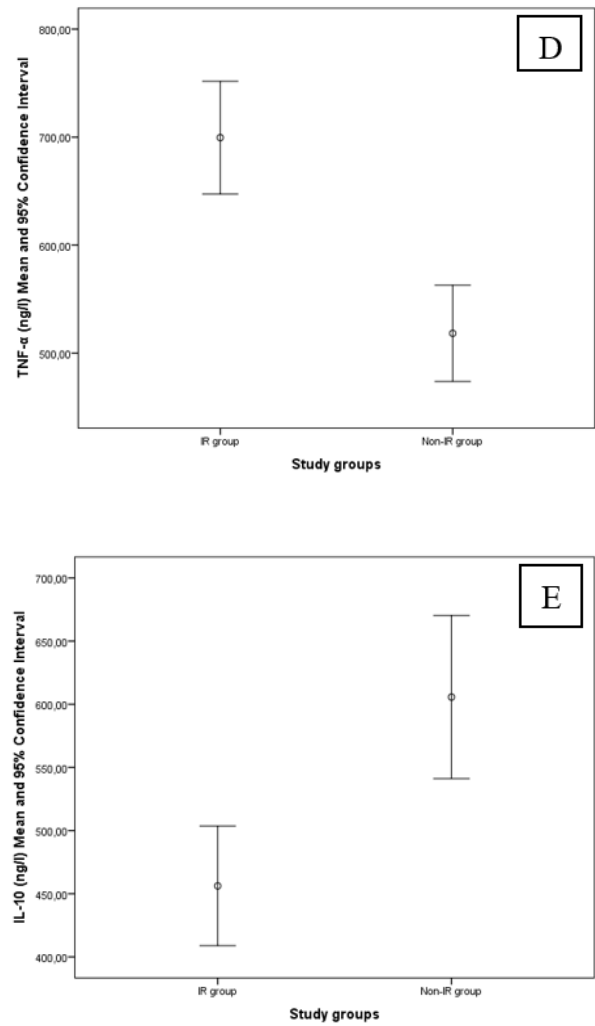 D
800,00
700,00
600,00
500,00
TNF-α (ng/l) Mean and 95% Confidence Interval
IR group
Non-IR group
Study groups
E
700,00
650,00
600,00
550,00
500,00
450,00
400,00
IL-10 (ng/l) Mean and 95% Confidence Interval
IR group
Non-IR group
Study groups